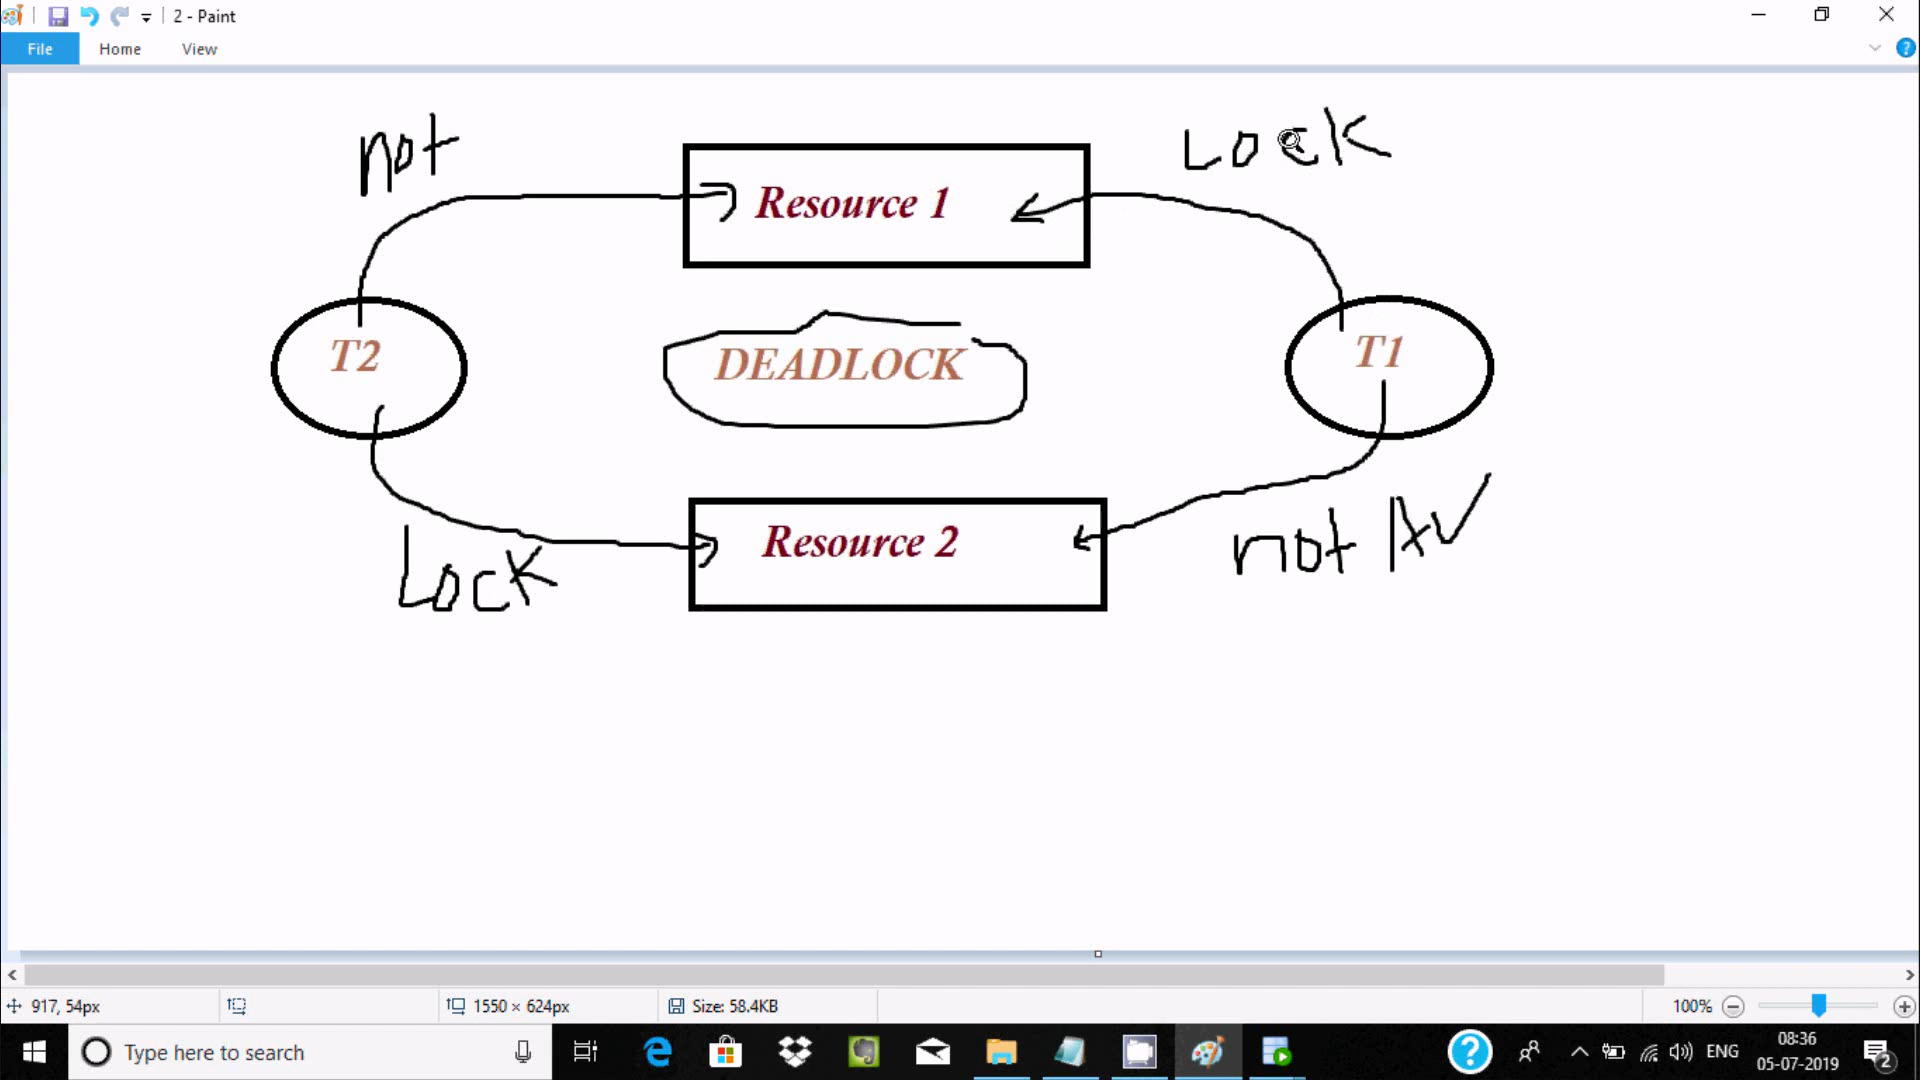 2 - Paint
File Home View
not
Lock
Resource 1
T2
DEADLOCK
T1
Resource 2
Lock
not Av
917, 54px
1550 × 624px
Size: 58.4KB
100%
Type here to search
ENG
08:36
05-07-2019
2